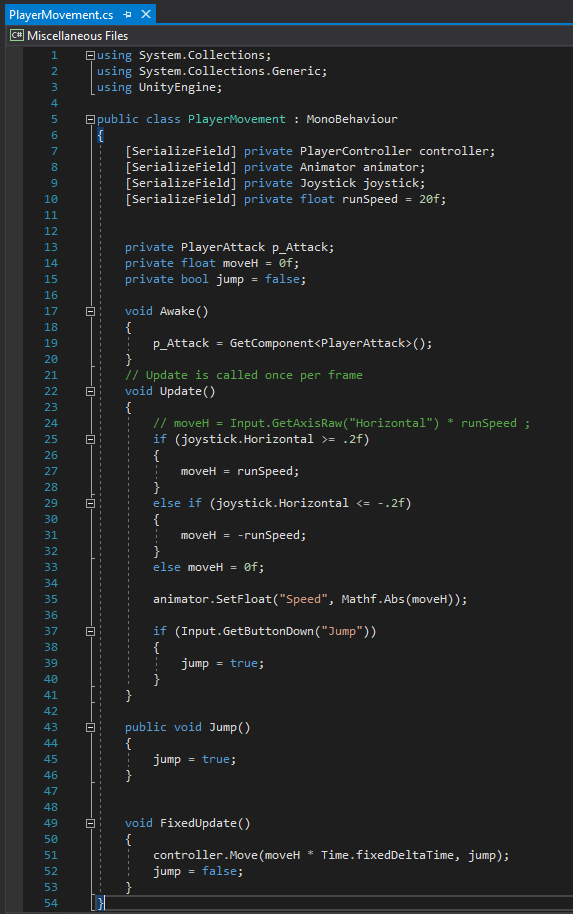 PlayerMovement.cs
C# Miscellaneous Files
1 using System.Collections;
2 using System.Collections.Generic;
3 using UnityEngine;
4
5 public class PlayerMovement : MonoBehaviour
6 {
7 [SerializeField] private PlayerController controller;
8 [SerializeField] private Animator animator;
9 [SerializeField] private Joystick joystick;
10 [SerializeField] private float runSpeed = 20f;
11
12
13 private PlayerAttack p_Attack;
14 private float moveH = 0f;
15 private bool jump = false;
16
17 void Awake()
18 {
19 p_Attack = GetComponent<PlayerAttack>();
20 }
21 // Update is called once per frame
22 void Update()
23 {
24 // moveH = Input.GetAxisRaw("Horizontal") * runSpeed ;
25 if (joystick.Horizontal >= .2f)
26 {
27 moveH = runSpeed;
28 }
29 else if (joystick.Horizontal <= -.2f)
30 {
31 moveH = -runSpeed;
32 }
33 else moveH = 0f;
34
35 animator.SetFloat("Speed", Mathf.Abs(moveH));
36
37 if (Input.GetButtonDown("Jump"))
38 {
39 jump = true;
40 }
41 }
42
43 public void Jump()
44 {
45 jump = true;
46 }
47
48
49 void FixedUpdate()
50 {
51 controller.Move(moveH * Time.fixedDeltaTime, jump);
52 jump = false;
53 }
54 }